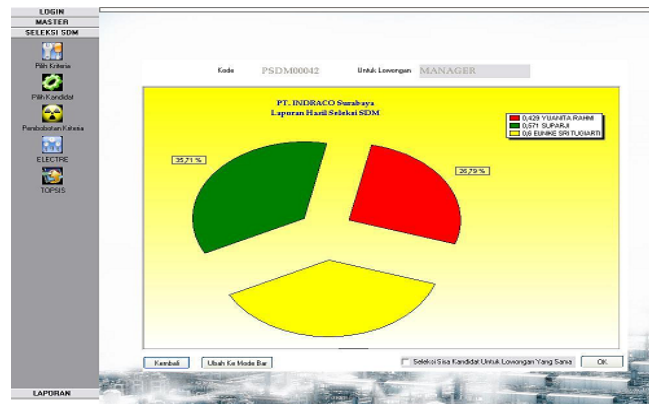 LOGIN
MASTER
SELEKSI SDM
Pilih Kriteria
Pilih Kandidat
Pembobotan Kriteria
ELECTRE
TOPSIS
LAPORAN
Kode PSDM00042 Untuk Lowongan MANAGER
PT. INDRACO Surabaya
Laporan Hasil Seleksi SDM
0,429 YUANITA RAHMI
0,571 SUPARJI
0,6 EUNIKE SRI TUGIARTI
35,71 %
26,79 %
Kembali Ubah Ke Mode Bar Seleksi Sisa Kandidat Untuk Lowongan Yang Sama OK